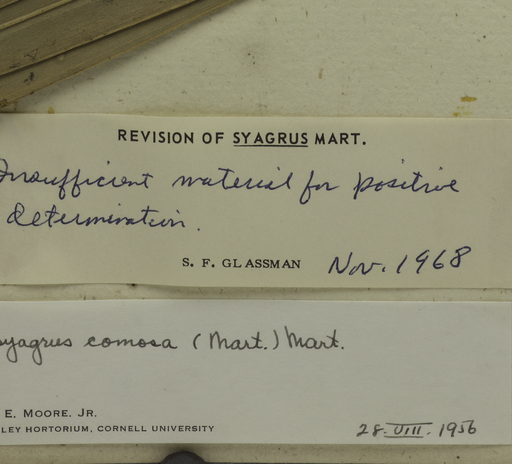 REVISION OF SYAGRUS MART.
Insufficient material for positive
determination.
S. F. GLASSMAN Nov. 1968
Syagrus comosa (Mart.) Mart.
E. MOORE, JR.
LEY HORTORIUM, CORNELL UNIVERSITY
28. VIII. 1956